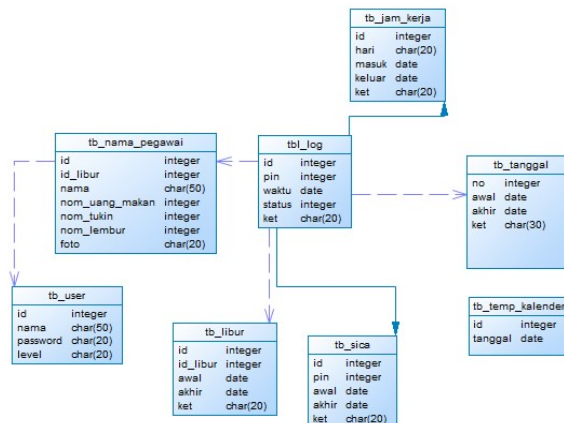 tb_jam_kerja
id integer
hari char(20)
masuk date
keluar date
ket char(20)
tb_nama_pegawai
id integer
id_libur integer
nama char(50)
nom_uang_makan integer
nom_tukin integer
nom_lembur integer
foto char(20)
tbl_log
id integer
pin integer
waktu date
status integer
ket char(20)
tb_tanggal
no integer
awal date
akhir date
ket char(30)
tb_user
id integer
nama char(50)
password char(20)
level char(20)
tb_libur
id integer
id_libur integer
awal date
akhir date
ket char(20)
tb_sica
id integer
pin integer
awal date
akhir date
ket char(20)
tb_temp_kalender
id integer
tanggal date